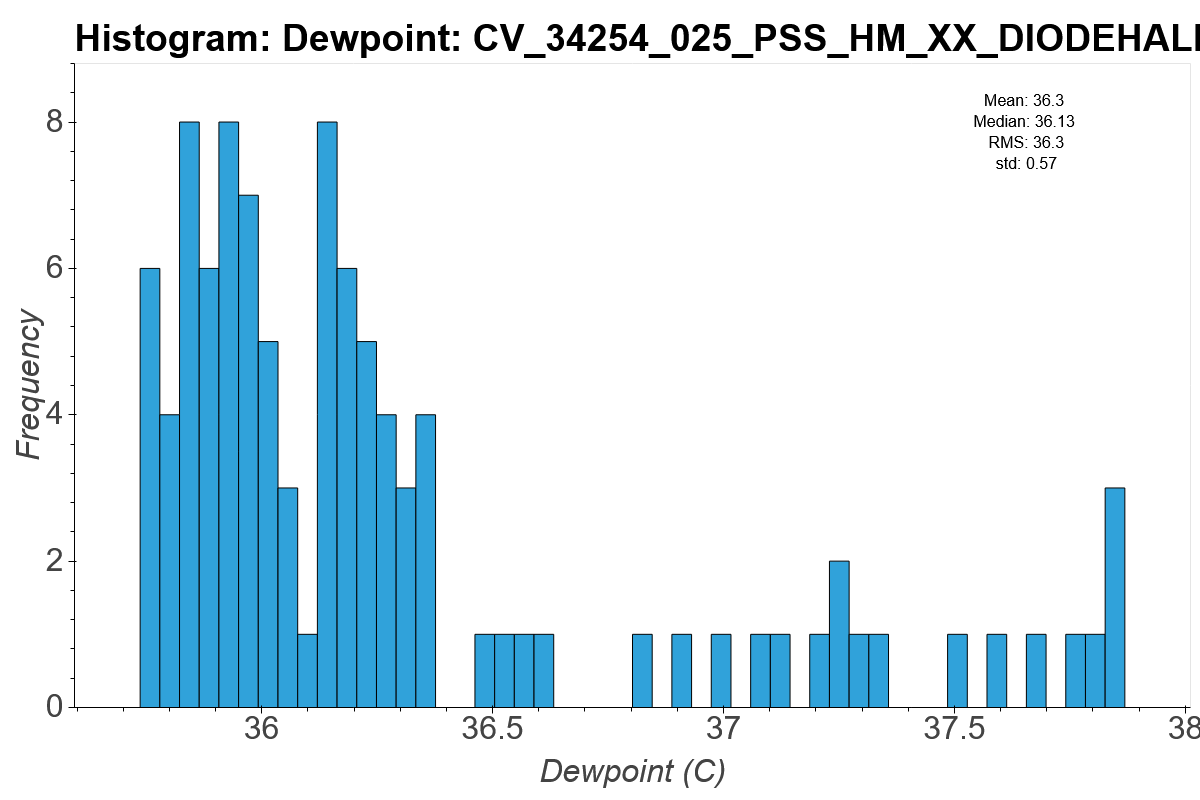 Histogram: Dewpoint: CV_34254_025_PSS_HM_XX_DIODEHALL
Mean: 36.3
Median: 36.13
RMS: 36.3
std: 0.57
8
6
4
2
0
Frequency
36
36.5
37
37.5
38
Dewpoint (C)